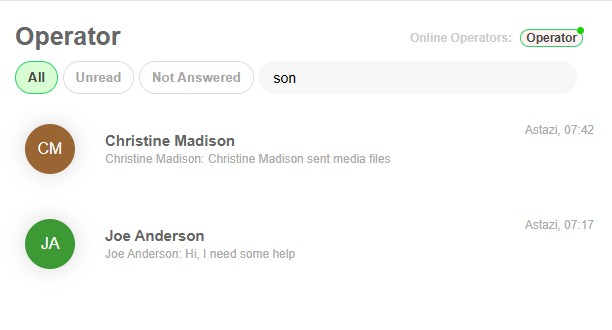 Operator
Online Operators: Operator
All Unread Not Answered son
CM
Christine Madison
Astazi, 07:42
Christine Madison: Christine Madison sent media files
JA
Joe Anderson
Astazi, 07:17
Joe Anderson: Hi, I need some help